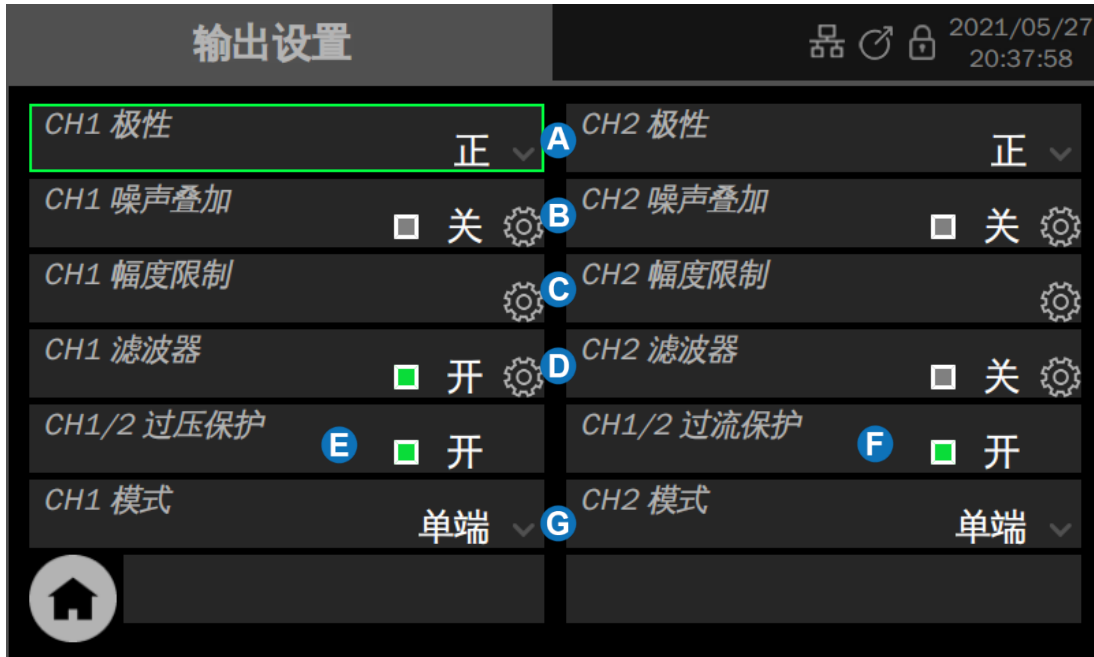 输出设置
2021/05/27
20:37:58
CH1 极性
正
A
CH2 极性
正
CH1 噪声叠加
关
B
CH2 噪声叠加
关
CH1 幅度限制
C
CH2 幅度限制
CH1 滤波器
开
D
CH2 滤波器
关
CH1/2 过压保护
E
开
CH1/2 过流保护
F
开
CH1 模式
单端
G
CH2 模式
单端